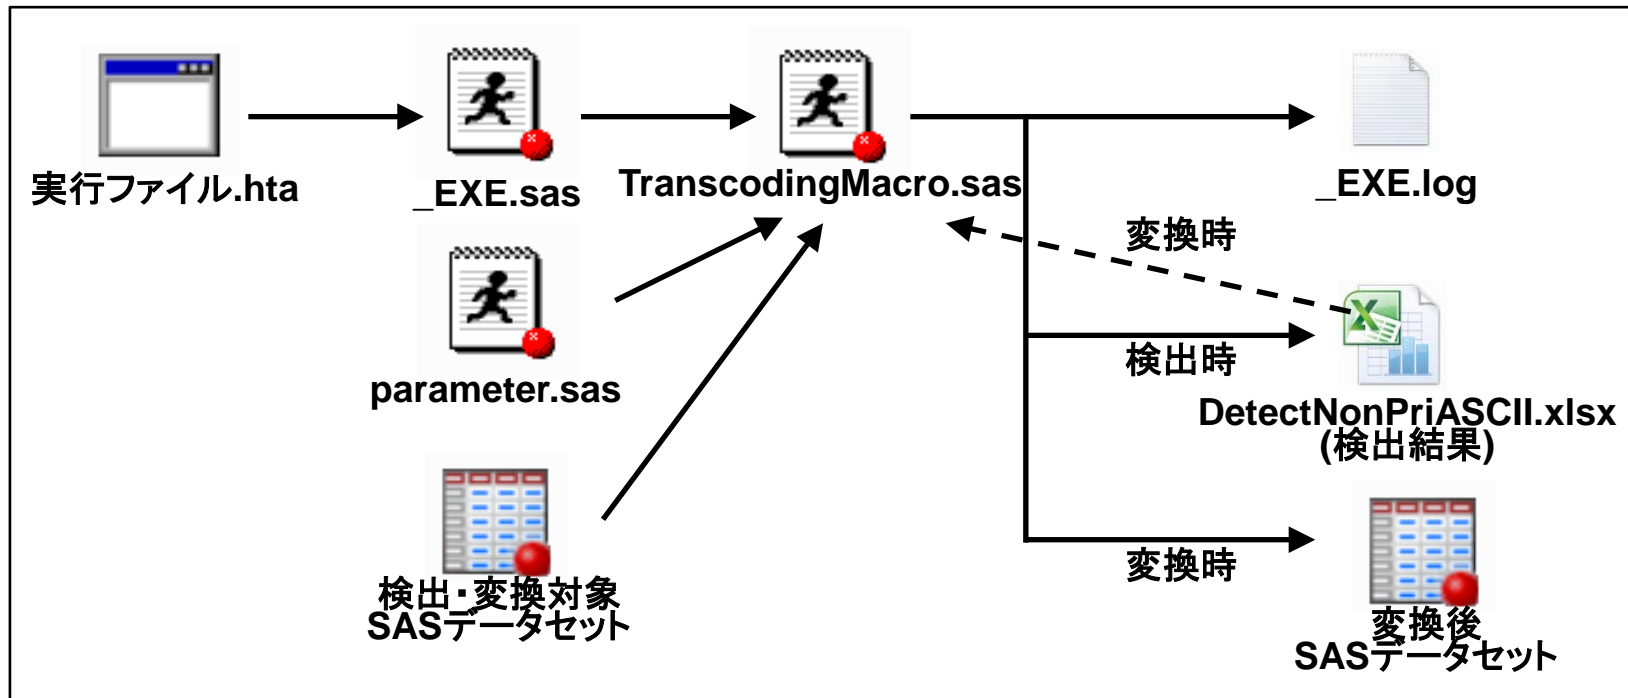 実行ファイル.hta
_EXE.sas
TranscodingMacro.sas
_EXE.log
変換時
parameter.sas
検出時
DetectNonPriASCII.xlsx
(検出結果)
検出・変換対象
SASデータセット
変換時
変換後
SASデータセット